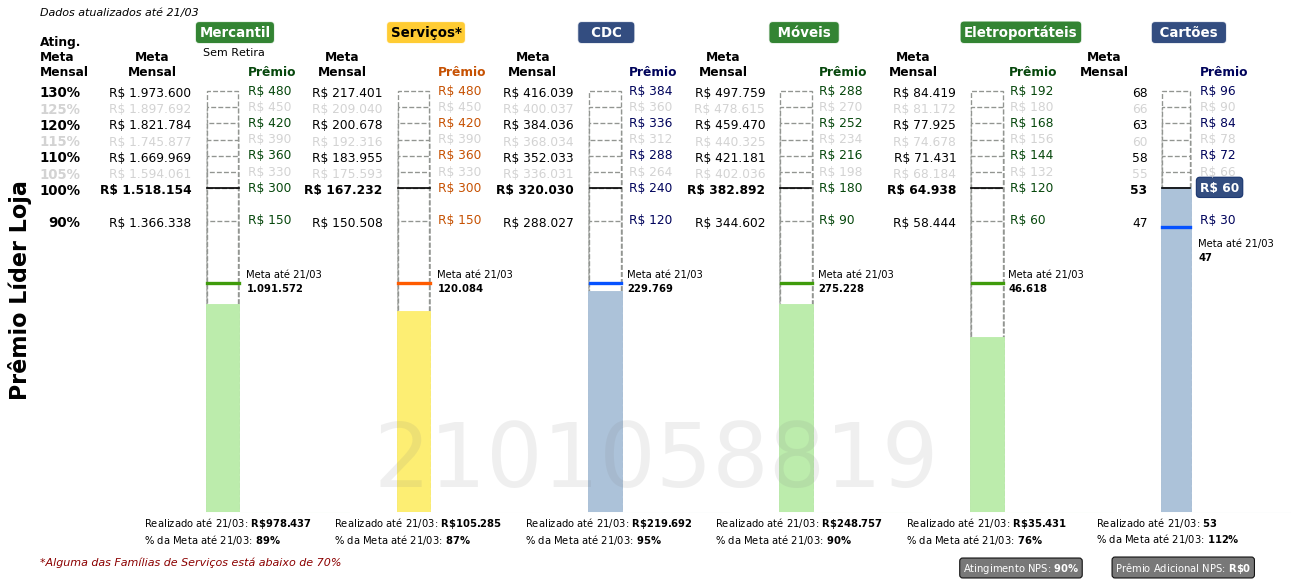 Dados atualizados até 21/03
Mercantil Serviços* CDC Móveis Eletroportáteis Cartões
Sem Retira
Ating. Meta Mensal
Meta Mensal Prêmio Meta Mensal Prêmio Meta Mensal Prêmio Meta Mensal Prêmio Meta Mensal Prêmio Meta Mensal Prêmio
130% R$ 1.973.600 R$ 480 R$ 217.401 R$ 480 R$ 416.039 R$ 384 R$ 497.759 R$ 288 R$ 84.419 R$ 192 68 R$ 96
125% R$ 1.897.692 R$ 450 R$ 209.040 R$ 450 R$ 400.037 R$ 360 R$ 478.615 R$ 270 R$ 81.172 R$ 180 66 R$ 90
120% R$ 1.821.784 R$ 420 R$ 200.678 R$ 420 R$ 384.036 R$ 336 R$ 459.470 R$ 252 R$ 77.925 R$ 168 63 R$ 84
115% R$ 1.745.877 R$ 390 R$ 192.316 R$ 390 R$ 368.034 R$ 312 R$ 440.325 R$ 234 R$ 74.678 R$ 156 60 R$ 78
110% R$ 1.669.969 R$ 360 R$ 183.955 R$ 360 R$ 352.033 R$ 288 R$ 421.181 R$ 216 R$ 71.431 R$ 144 58 R$ 72
105% R$ 1.594.061 R$ 330 R$ 175.593 R$ 330 R$ 336.031 R$ 264 R$ 402.036 R$ 198 R$ 68.184 R$ 132 55 R$ 66
100% R$ 1.518.154 R$ 300 R$ 167.232 R$ 300 R$ 320.030 R$ 240 R$ 382.892 R$ 180 R$ 64.938 R$ 120 53 R$ 60
90% R$ 1.366.338 R$ 150 R$ 150.508 R$ 150 R$ 288.027 R$ 120 R$ 344.602 R$ 90 R$ 58.444 R$ 60 47 R$ 30
Meta até 21/03
47
Meta até 21/03 Meta até 21/03 Meta até 21/03 Meta até 21/03 Meta até 21/03
1.091.572 120.084 229.769 275.228 46.618
Prêmio Líder Loja
2101058819
Realizado até 21/03: R$978.437 Realizado até 21/03: R$105.285 Realizado até 21/03: R$219.692 Realizado até 21/03: R$248.757 Realizado até 21/03: R$35.431 Realizado até 21/03: 53
% da Meta até 21/03: 89% % da Meta até 21/03: 87% % da Meta até 21/03: 95% % da Meta até 21/03: 90% % da Meta até 21/03: 76% % da Meta até 21/03: 112%
*Alguma das Famílias de Serviços está abaixo de 70%
Atingimento NPS: 90% Prêmio Adicional NPS: R$0